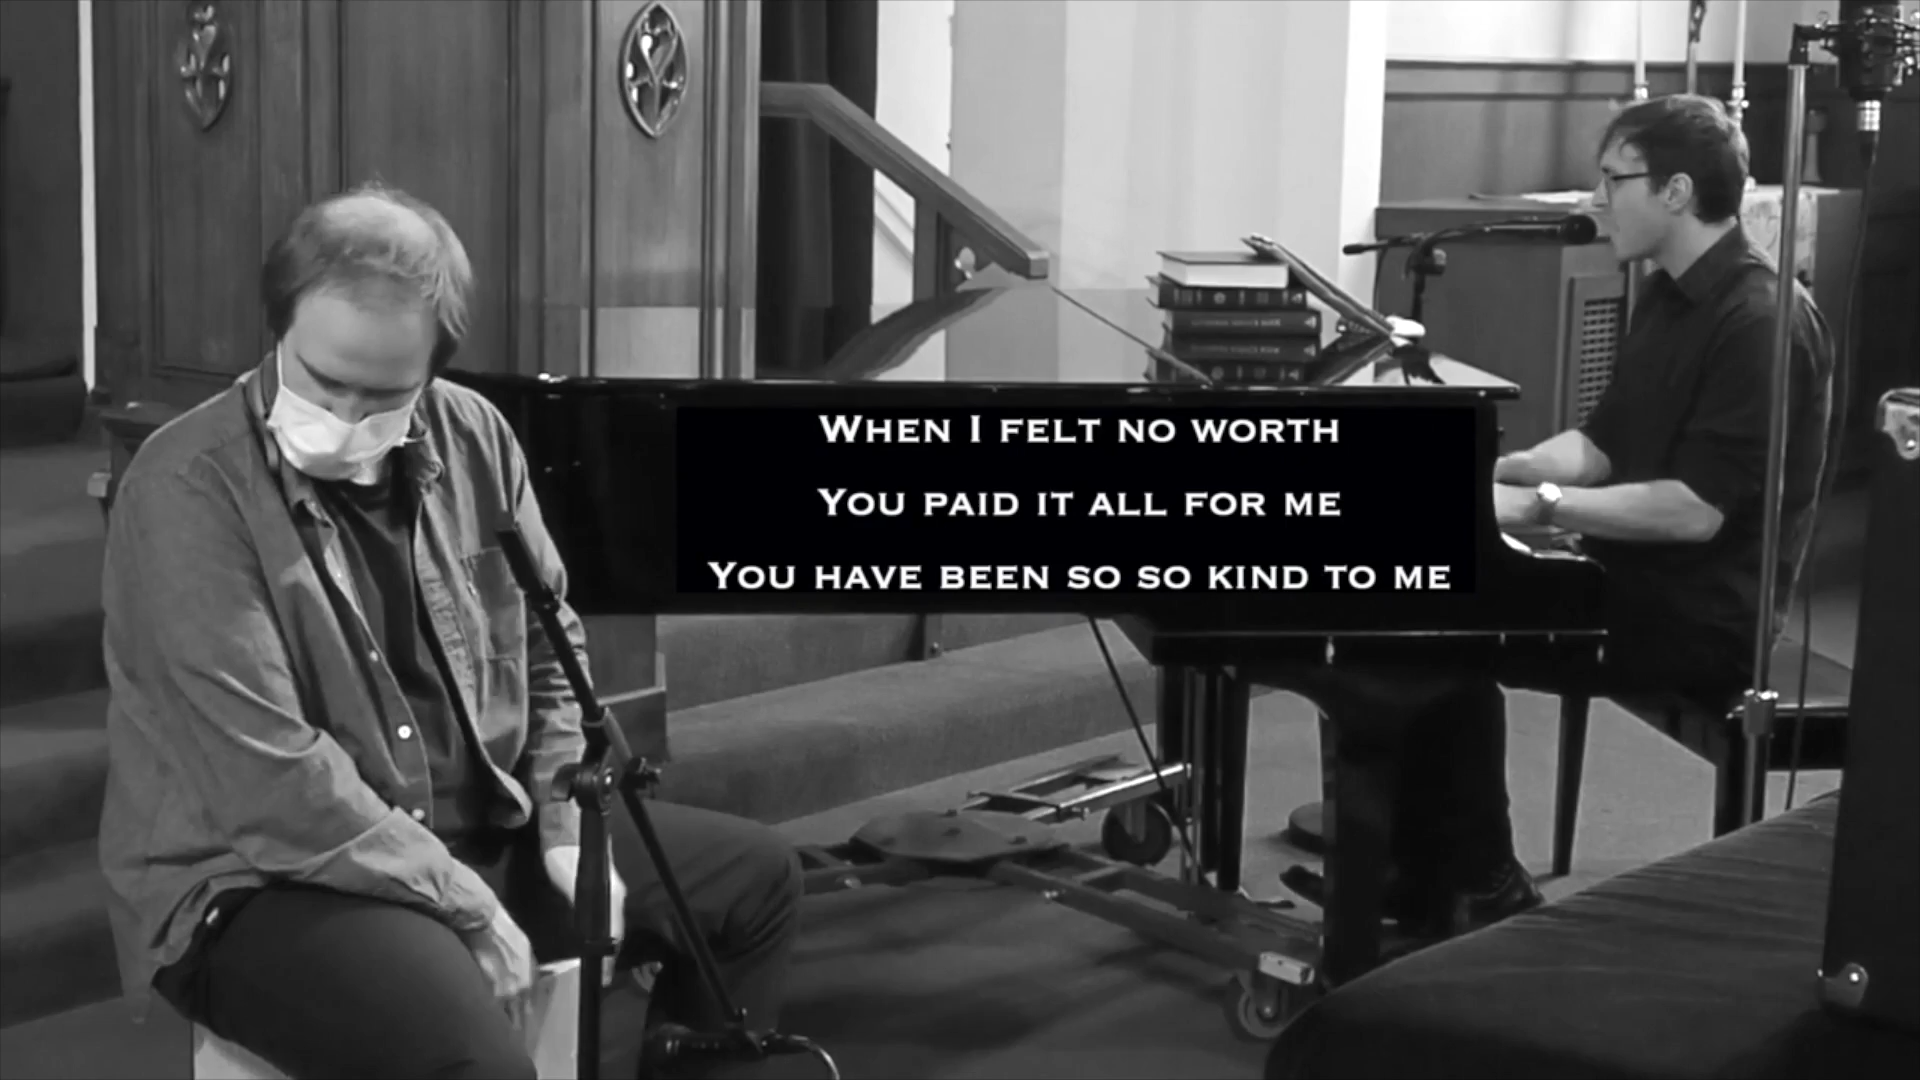 When I felt no worth
You paid it all for me
You have been so so kind to me